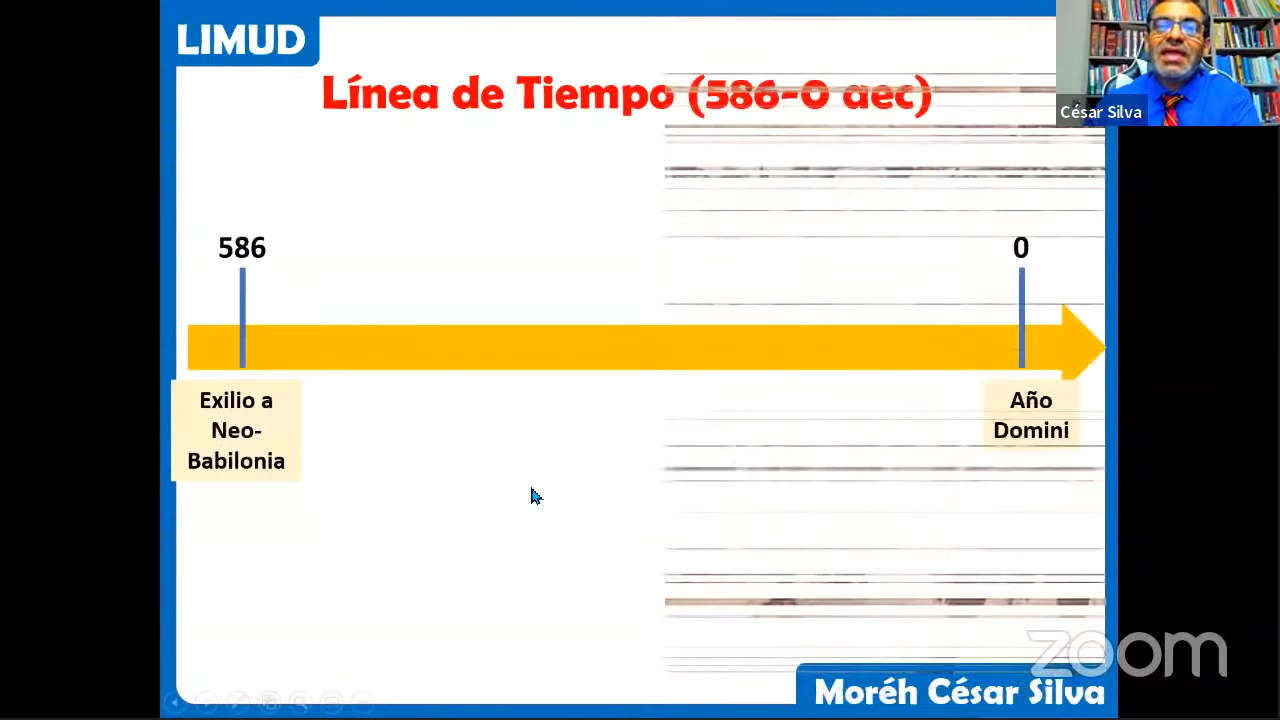 LIMUD
Línea de Tiempo (586-0 aec)
César Silva
586
0
Exilio a
Neo-
Babilonia
Año
Domini
zoom
Moréh César Silva